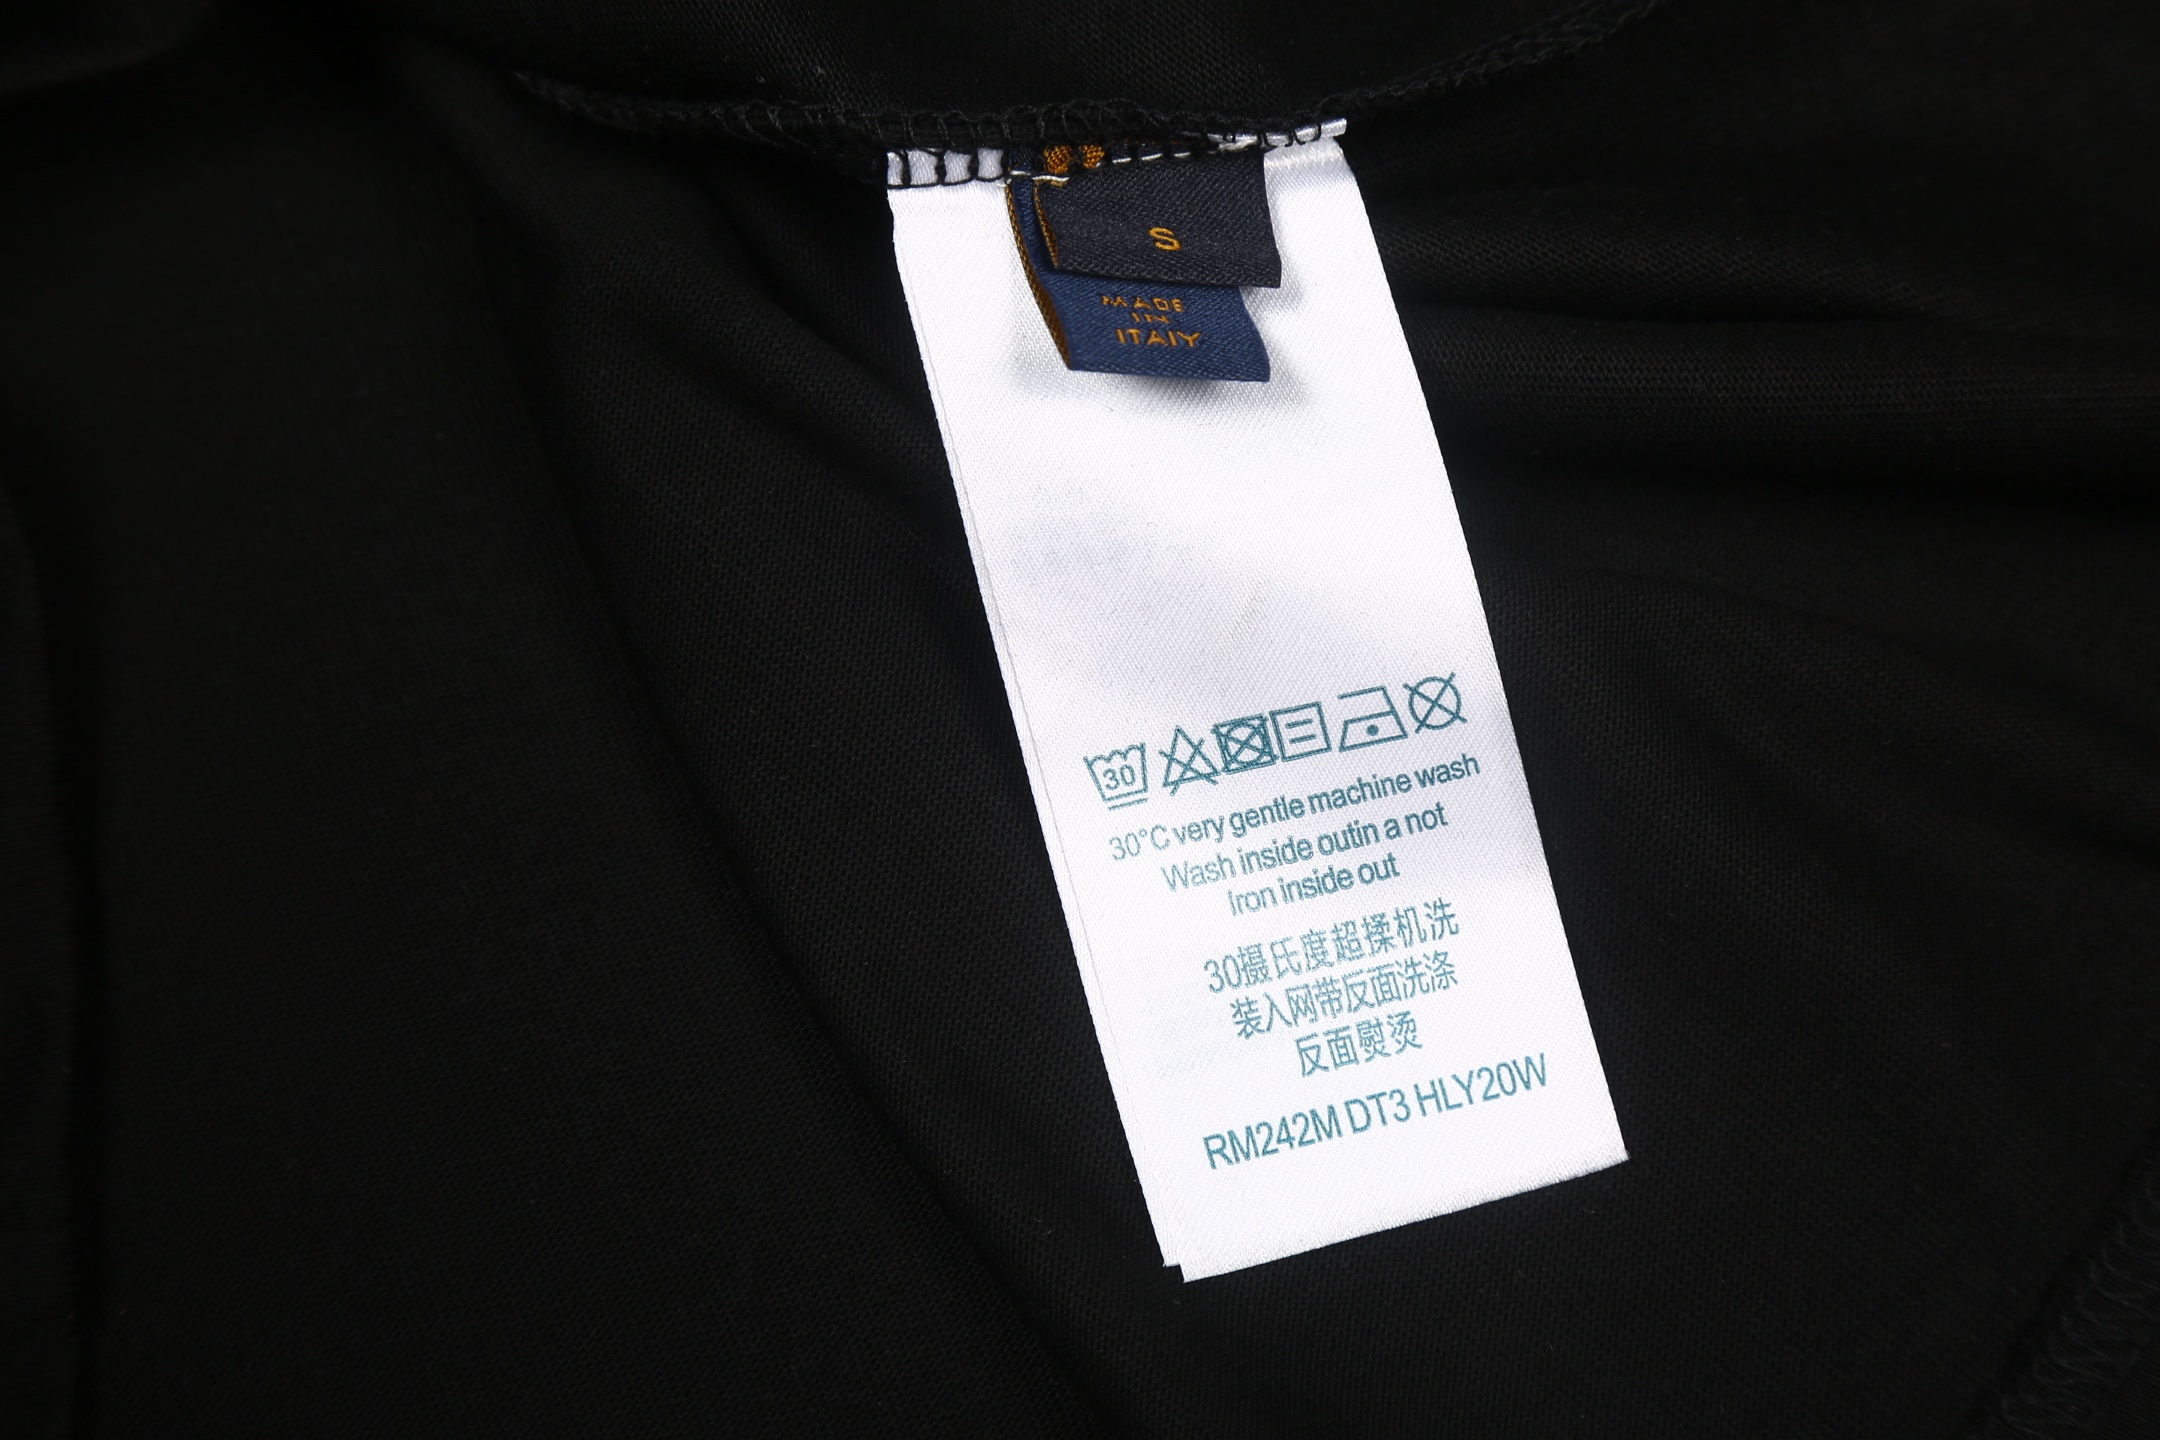 S
MADE
IN
ITALY
30
30°C very gentle machine wash
Wash inside outin a not
Iron inside out
30摄氏度超揉机洗
装入网带反面洗涤
反面熨烫
RM242M DT3 HLY20W